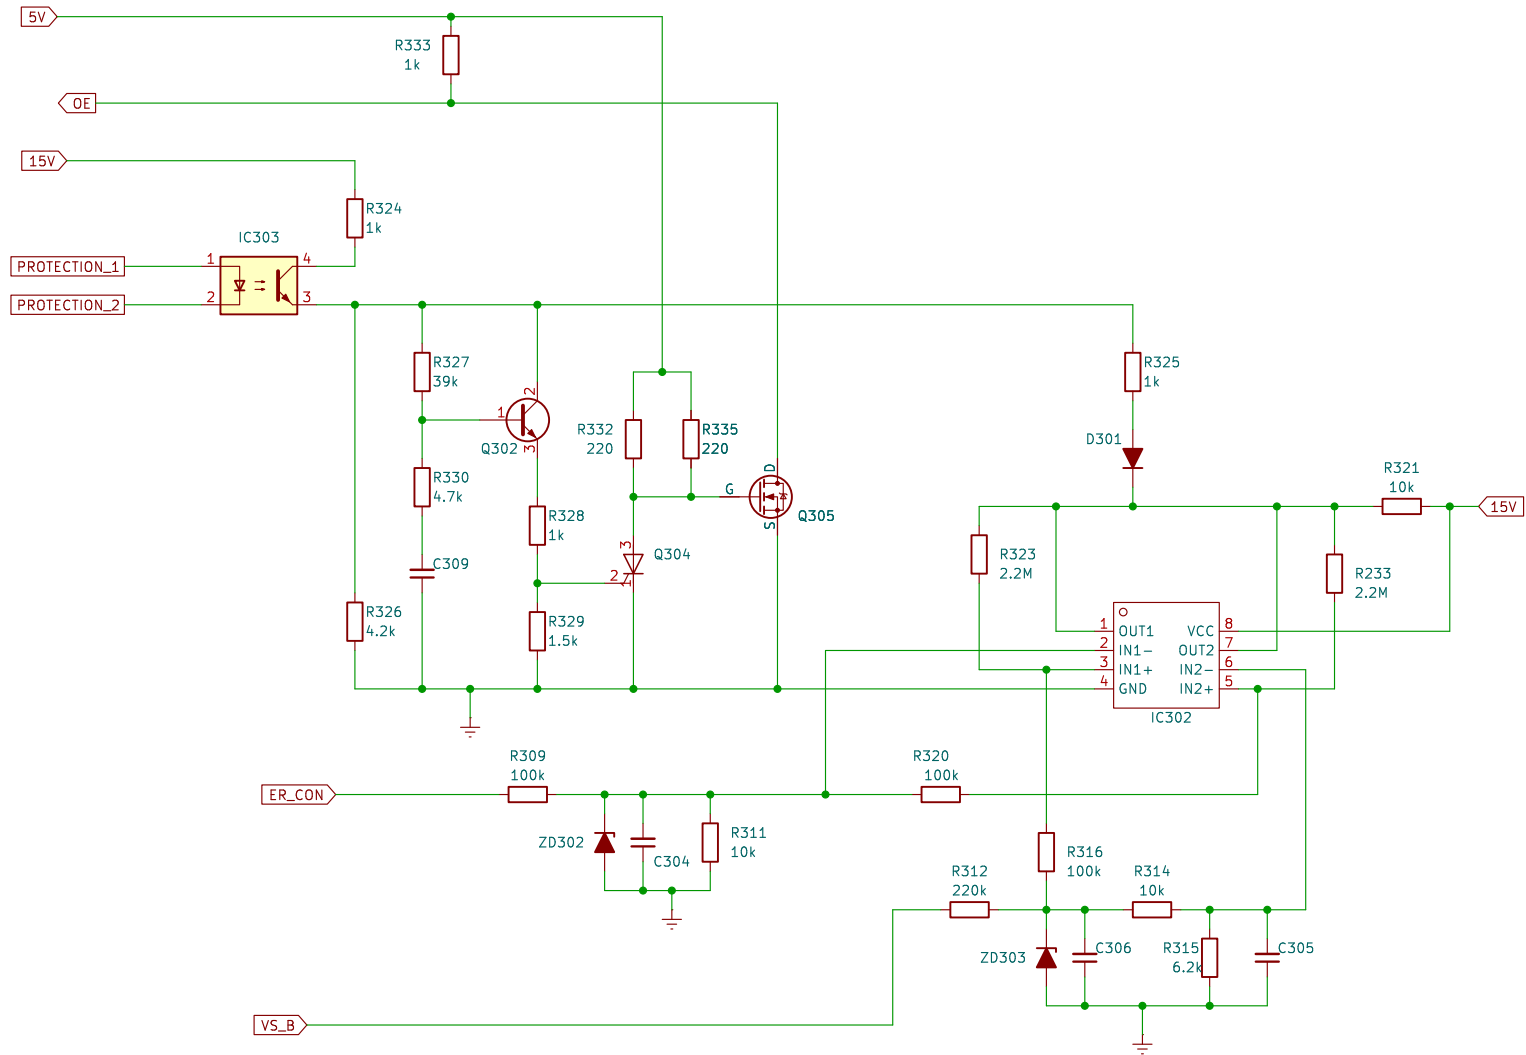 5V
R333
1k
OE
15V
R324
1k
IC303
PROTECTION_1
1
4
PROTECTION_2
2
3
R327
39k
R325
1k
2
1
Q302
3
R332
220
R335
220
D301
D
G
S
Q305
R330
4.7k
R321
10k
15V
R328
1k
C309
3
Q304
2
1
R323
2.2M
R233
2.2M
R326
4.2k
R329
1.5k
1
OUT1
VCC
8
2
IN1-
OUT2
7
3
IN1+
IN2-
6
4
GND
IN2+
5
IC302
R309
100k
R320
100k
ER_CON
ZD302
C304
R311
10k
R316
100k
R312
220k
R314
10k
ZD303
C306
R315
6.2k
C305
VS_B